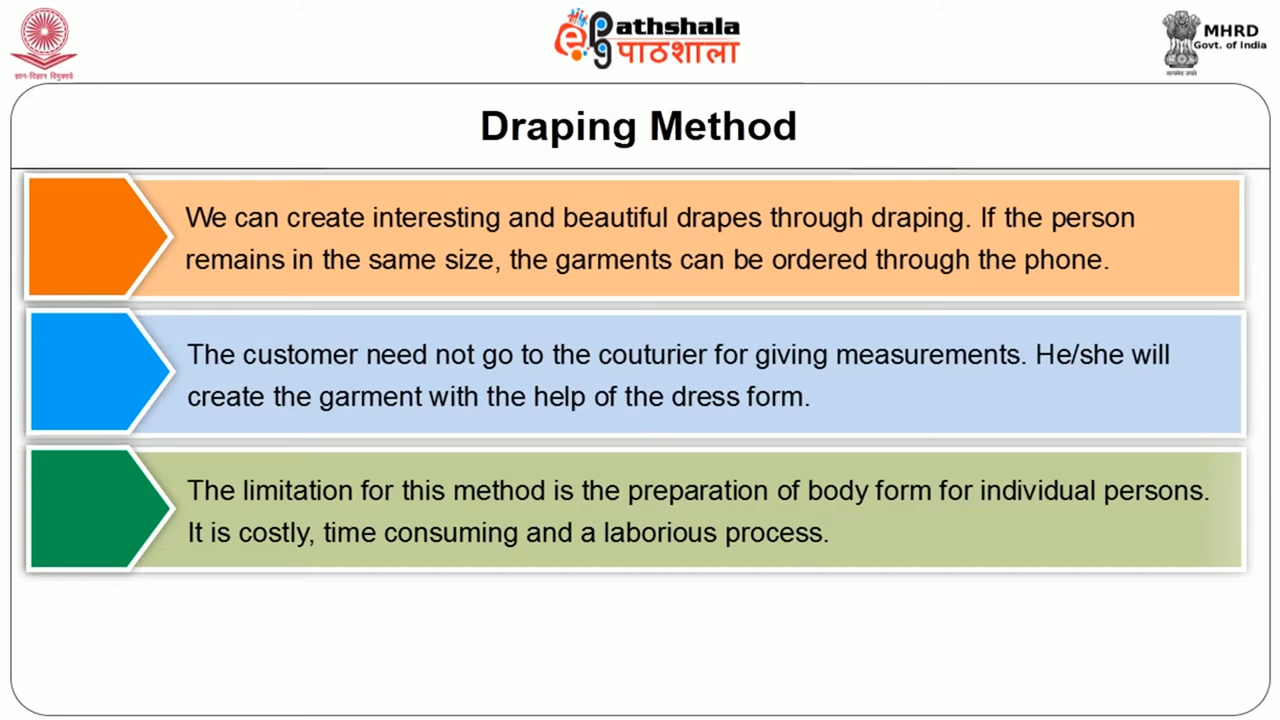 ज्ञान-विज्ञान विमुक्तये
ePathshala
पाठशाला
MHRD
Govt. of India
सत्यमेव जयते
Draping Method
We can create interesting and beautiful drapes through draping. If the person
remains in the same size, the garments can be ordered through the phone.
The customer need not go to the couturier for giving measurements. He/she will
create the garment with the help of the dress form.
The limitation for this method is the preparation of body form for individual persons.
It is costly, time consuming and a laborious process.